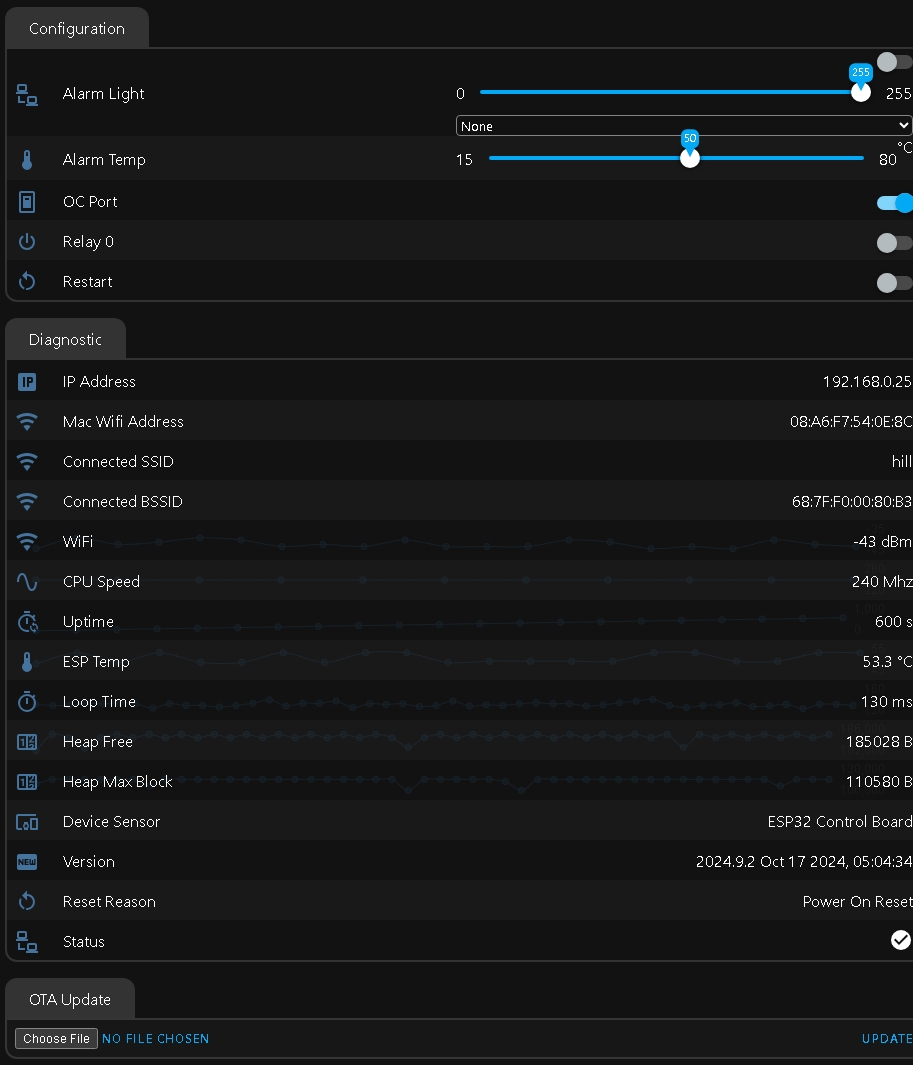 Configuration
Alarm Light
0 255 255
None
Alarm Temp
15 50 80 °C
OC Port
Relay 0
Restart
Diagnostic
IP Address 192.168.0.25
Mac Wifi Address 08:A6:F7:54:0E:8C
Connected SSID hill
Connected BSSID 68:7F:F0:00:80:B3
WiFi -43 dBm
CPU Speed 240 Mhz
Uptime 600 s
ESP Temp 53.3 °C
Loop Time 130 ms
Heap Free 185028 B
Heap Max Block 110580 B
Device Sensor ESP32 Control Board
NEW Version 2024.9.2 Oct 17 2024, 05:04:34
Reset Reason Power On Reset
Status
OTA Update
Choose File NO FILE CHOSEN UPDATE